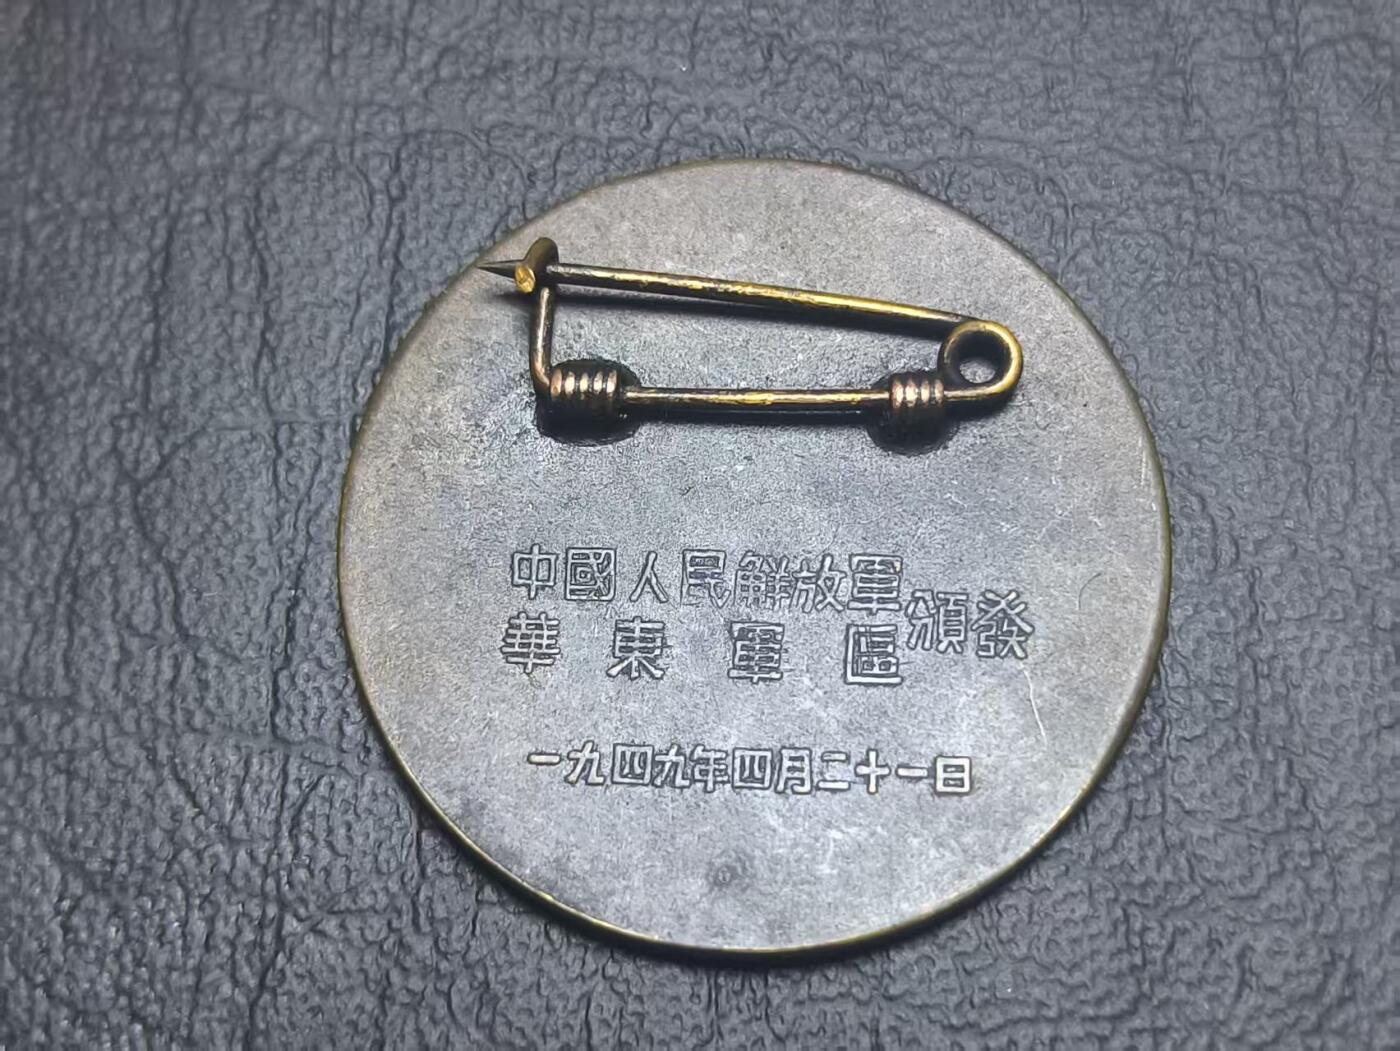 中國人民解放軍
華東軍區
頒發
一九四九年四月二十一日